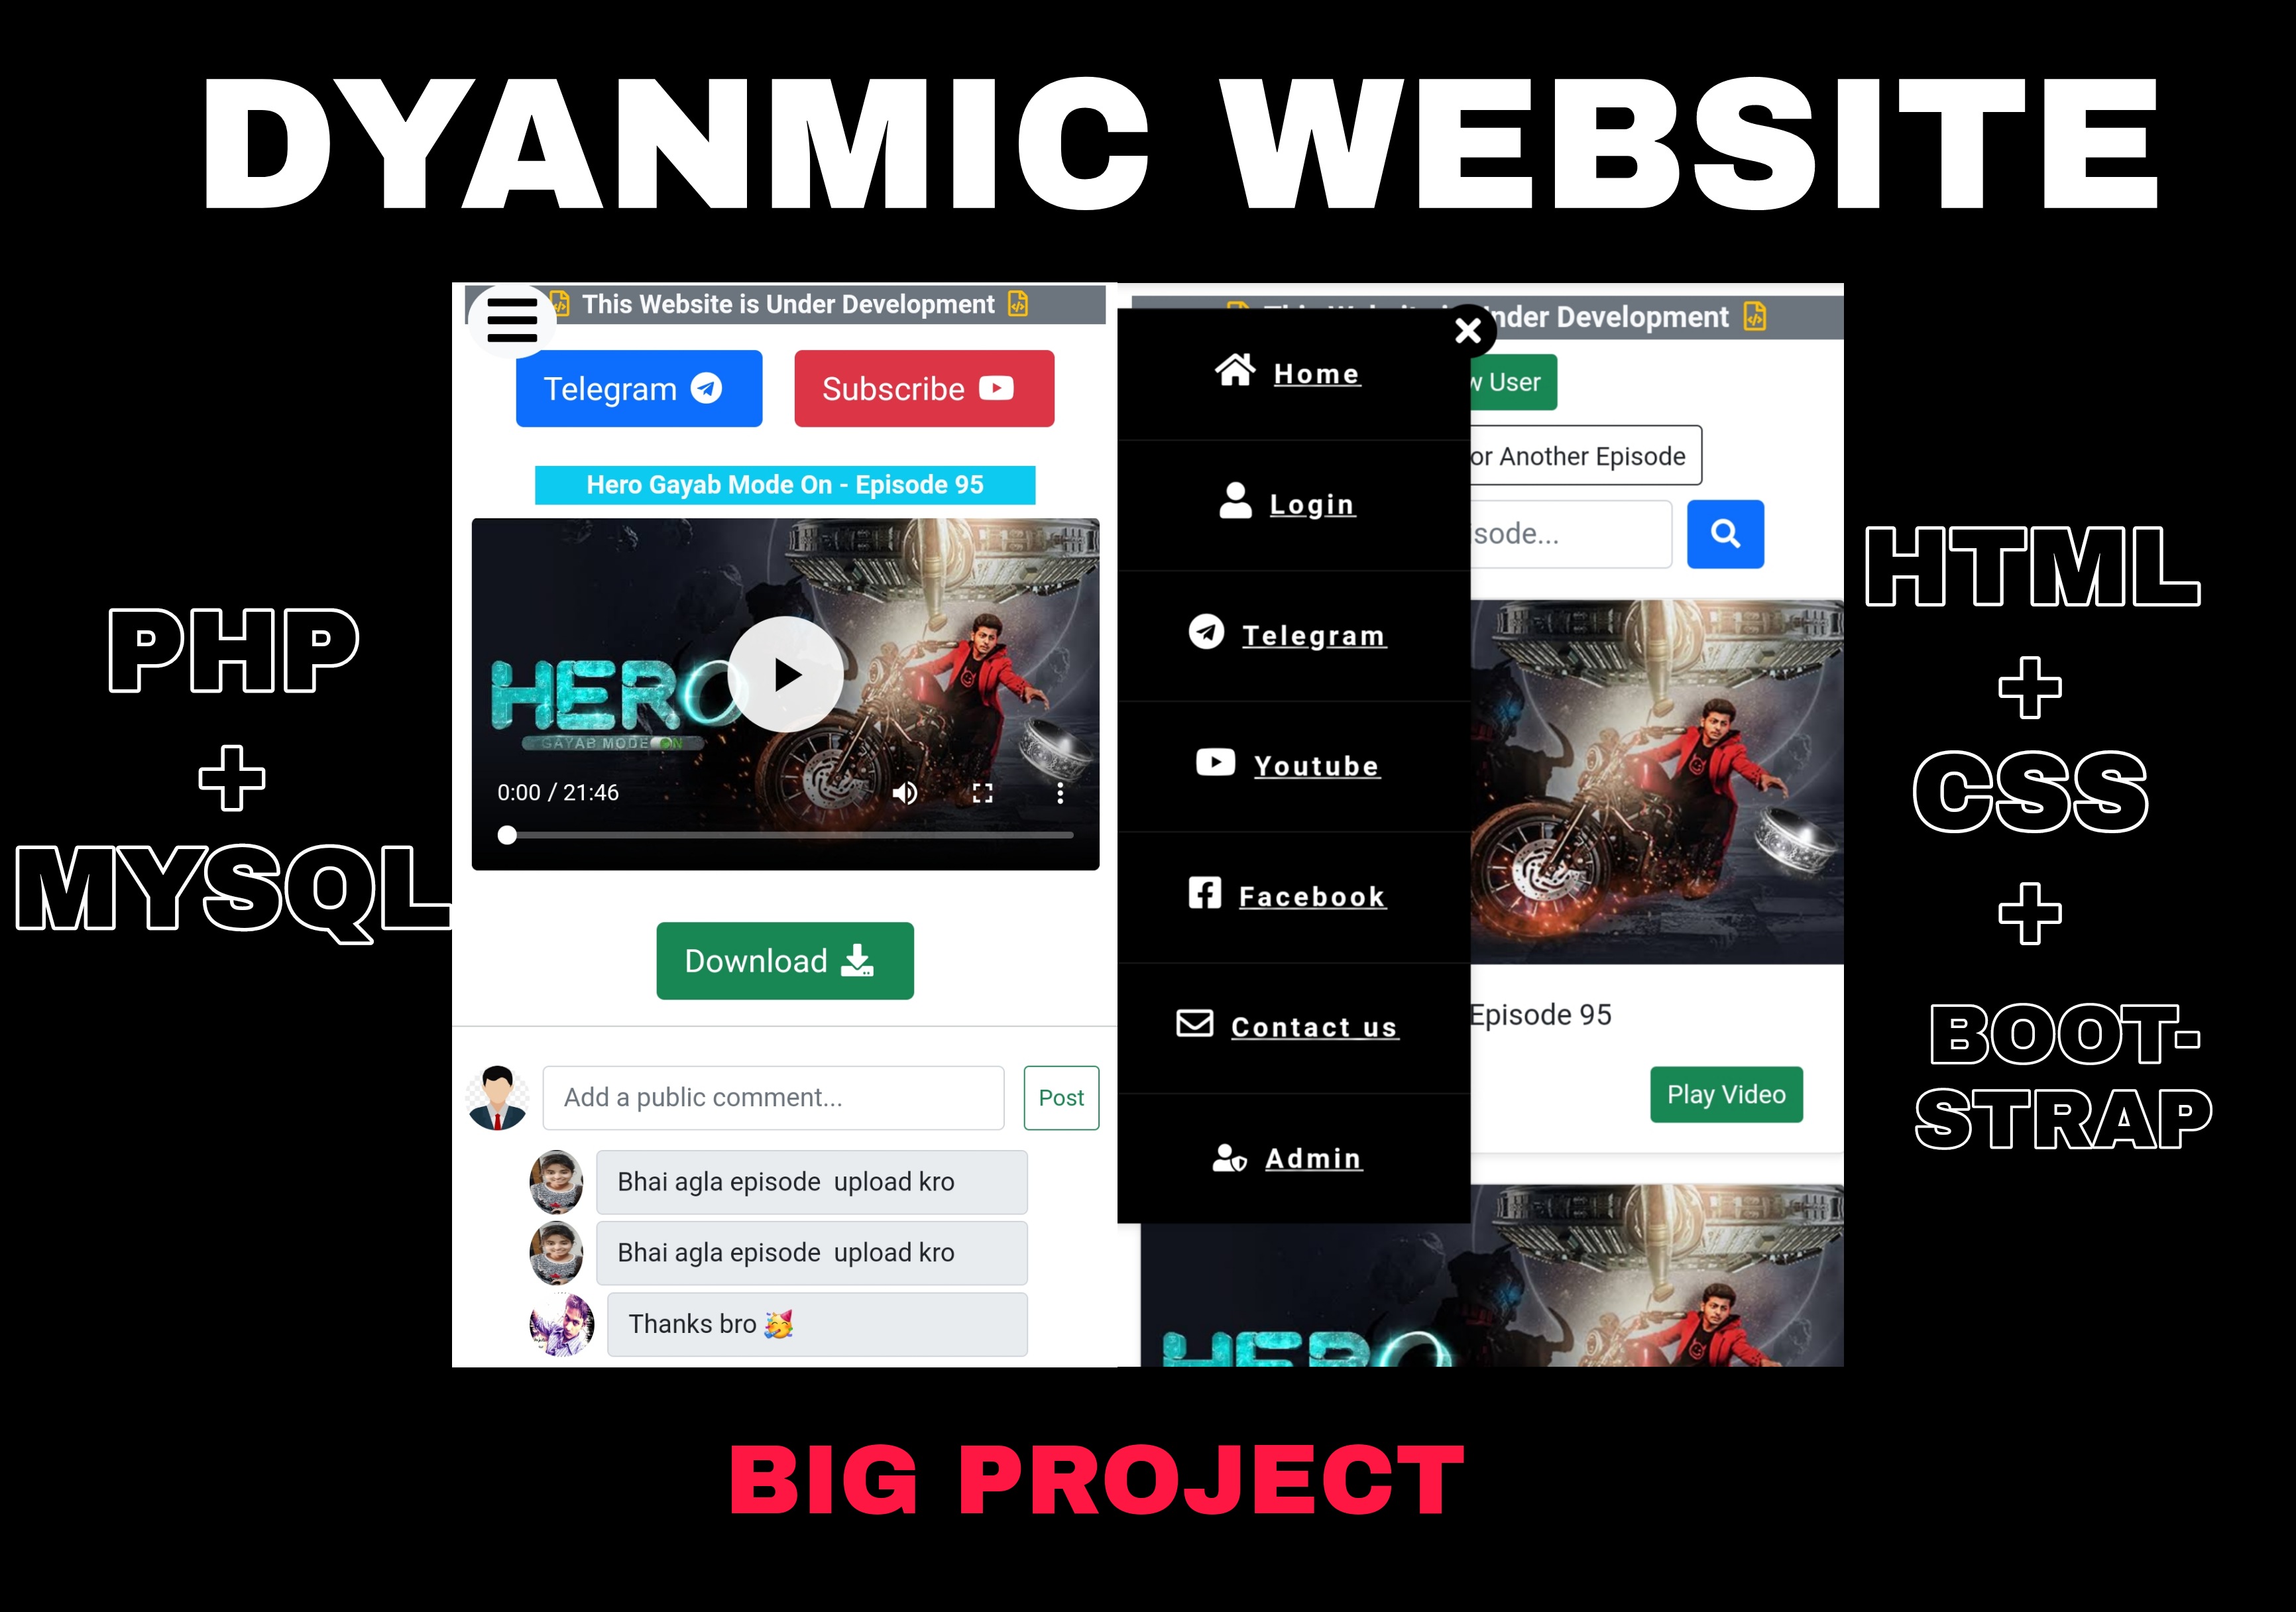 DYANMIC WEBSITE
PHP
+
MYSQL
This Website is Under Development
Telegram
Subscribe
Hero Gayab Mode On - Episode 95
HERO
GAYAB MODE ON
0:00 / 21:46
Download
Add a public comment...
Post
Bhai agla episode  upload kro
Bhai agla episode  upload kro
Thanks bro 🥳
nder Development
Home
Login
Telegram
Youtube
Facebook
Contact us
Admin
w User
or Another Episode
sode...
Episode 95
Play Video
HERO
HTML
+
CSS
+
BOOT-
STRAP
BIG PROJECT